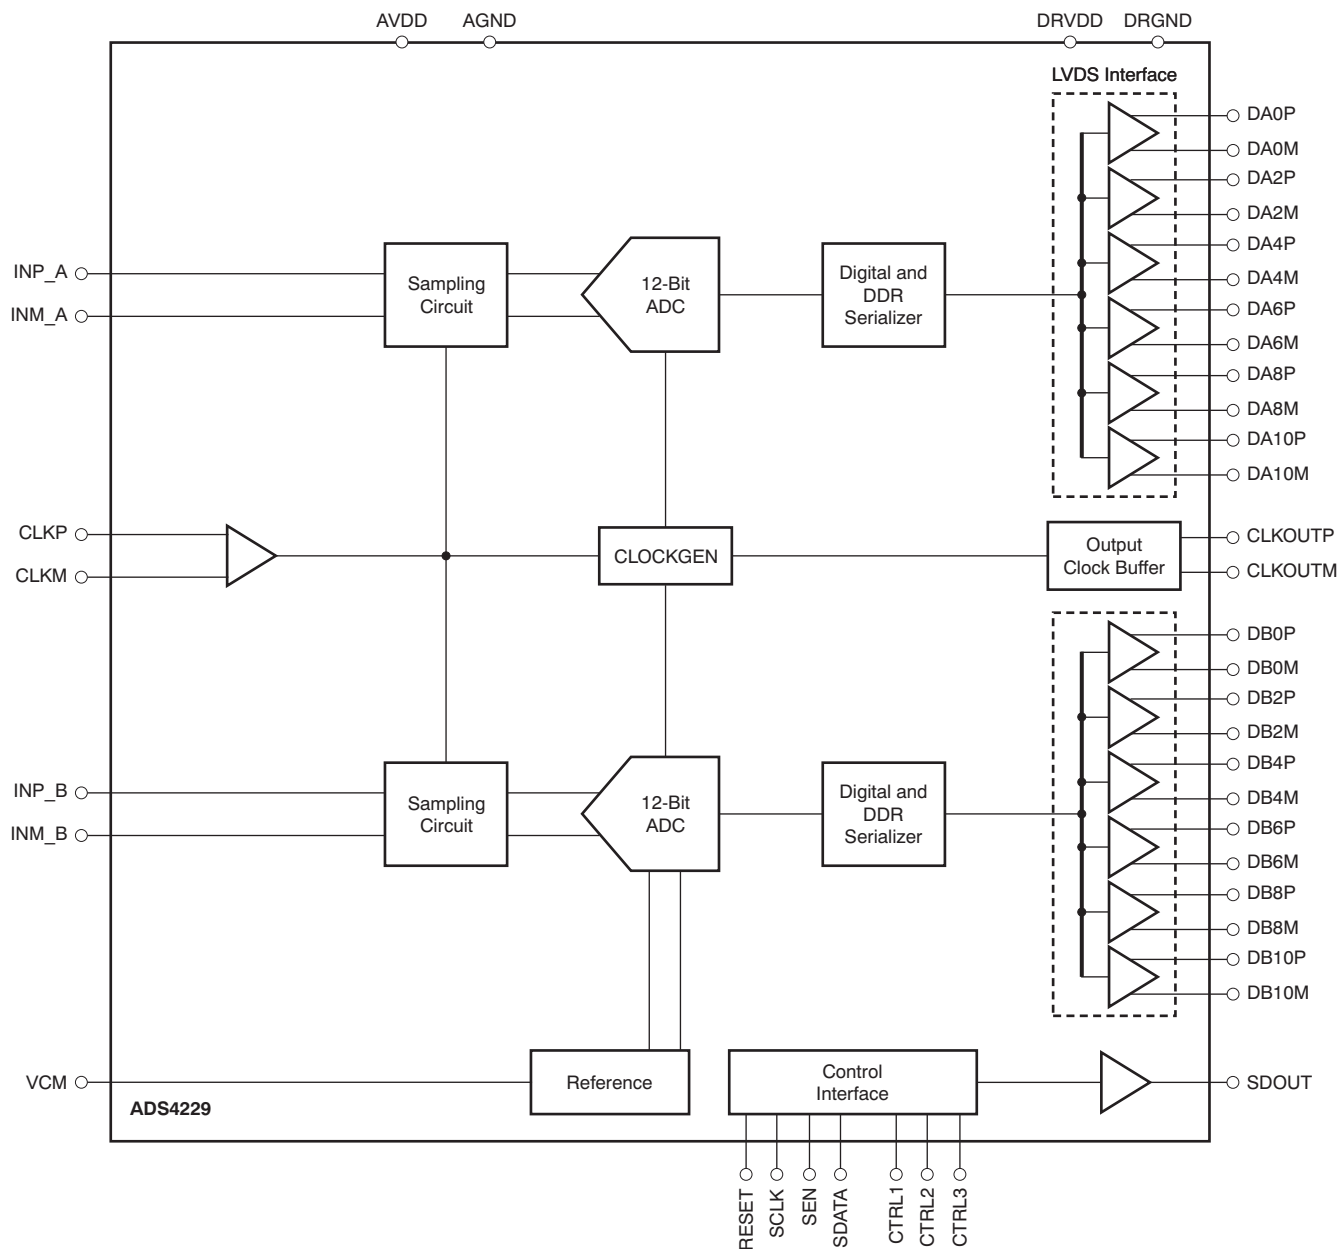 AVDD
AGND
DRVDD
DRGND
LVDS Interface
DA0P
DA0M
DA2P
DA2M
DA4P
DA4M
DA6P
DA6M
DA8P
DA8M
DA10P
DA10M
INP_A
INM_A
Sampling
Circuit
12-Bit
ADC
Digital and
DDR
Serializer
CLKP
CLKM
CLOCKGEN
Output
Clock Buffer
CLKOUTP
CLKOUTM
DB0P
DB0M
DB2P
DB2M
DB4P
DB4M
DB6P
DB6M
DB8P
DB8M
DB10P
DB10M
INP_B
INM_B
Sampling
Circuit
12-Bit
ADC
Digital and
DDR
Serializer
VCM
Reference
Control
Interface
SDOUT
ADS4229
RESET
SCLK
SEN
SDATA
CTRL1
CTRL2
CTRL3